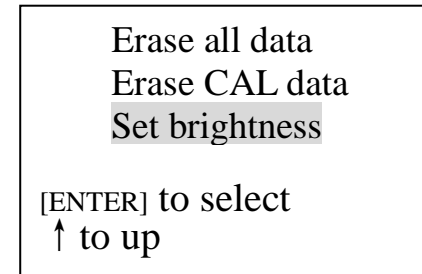 Erase all data
Erase CAL data
Set brightness
[ENTER] to select
↑ to up